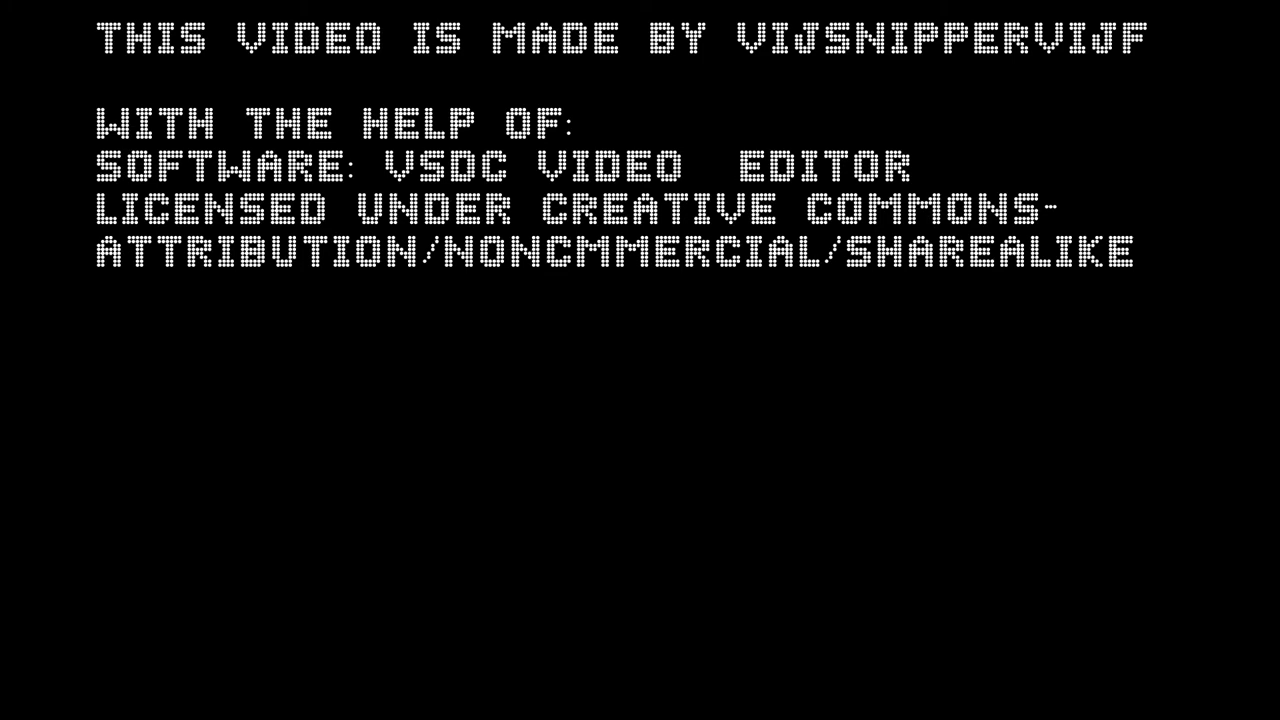 THIS VIDEO IS MADE BY VIJSNIPPERVIJF
WITH THE HELP OF:
SOFTWARE: VSDC VIDEO  EDITOR
LICENSED UNDER CREATIVE COMMONS-
ATTRIBUTION/NONCMMERCIAL/SHAREALIKE